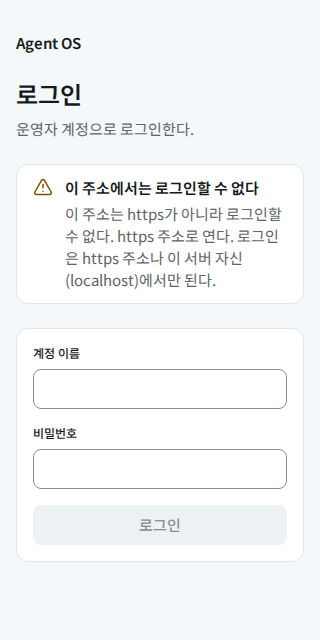 Agent OS
로그인
운영자 계정으로 로그인한다.
이 주소에서는 로그인할 수 없다
이 주소는 https가 아니라 로그인할
수 없다. https 주소로 연다. 로그인
은 https 주소나 이 서버 자신
(localhost)에서만 된다.
계정 이름
비밀번호
로그인